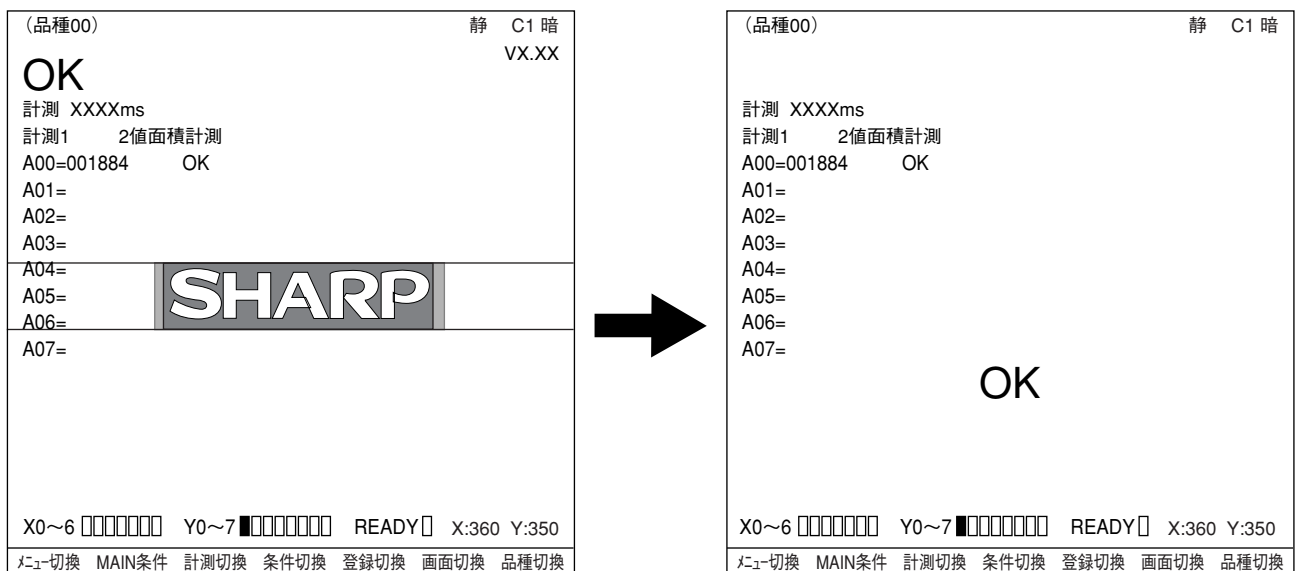 （品種00） 静 C1 暗
VX.XX
OK
計測 XXXXms
計測1 2値面積計測
A00=001884 OK
A01=
A02=
A03=
A04=
A05=
A06=
A07=
SHARP
X0〜6 Y0〜7 READY X:360 Y:350
ﾒﾆｭｰ切換 MAIN条件 計測切換 条件切換 登録切換 画面切換 品種切換
（品種00） 静 C1 暗
計測 XXXXms
計測1 2値面積計測
A00=001884 OK
A01=
A02=
A03=
A04=
A05=
A06=
A07=
OK
X0〜6 Y0〜7 READY X:360 Y:350
ﾒﾆｭｰ切換 MAIN条件 計測切換 条件切換 登録切換 画面切換 品種切換